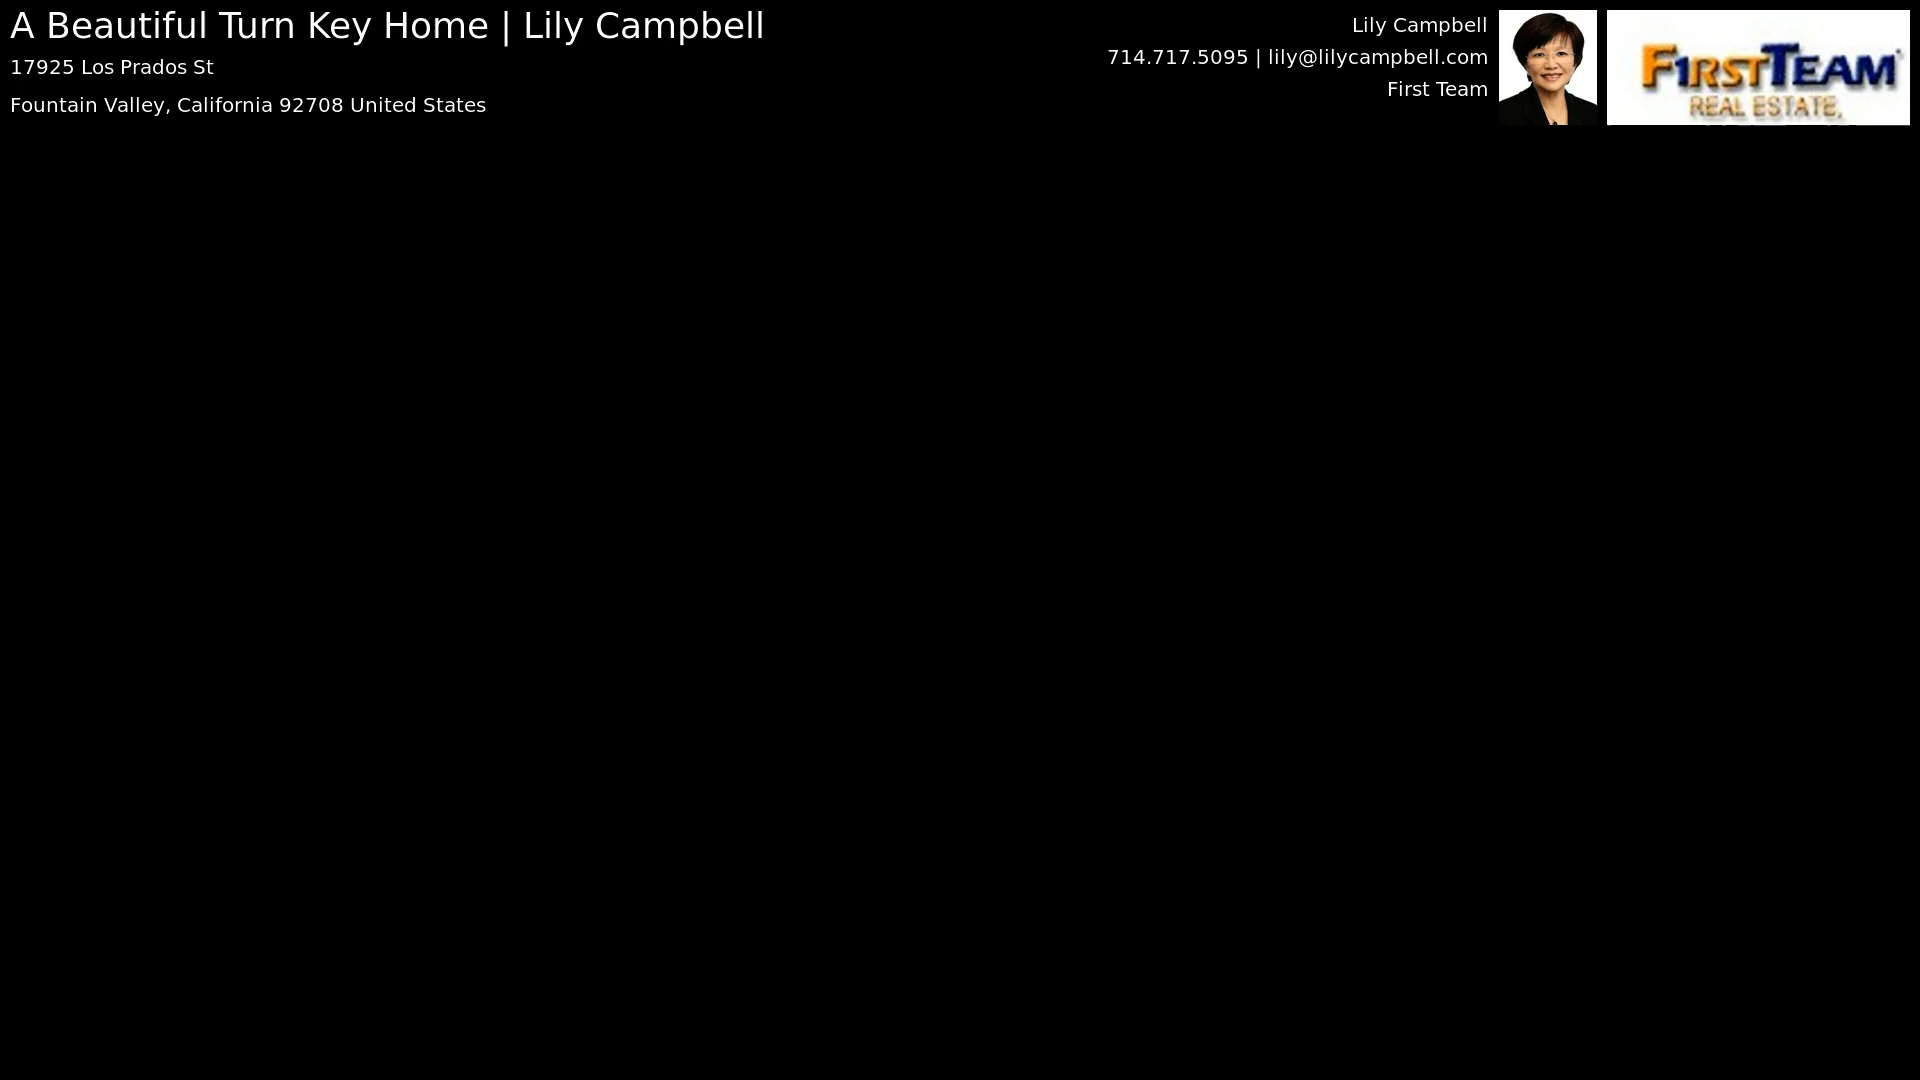 A Beautiful Turn Key Home | Lily Campbell
17925 Los Prados St
Fountain Valley, California 92708 United States
Lily Campbell
714.717.5095 | lily@lilycampbell.com
First Team
FIRSTTEAM
REAL ESTATE.